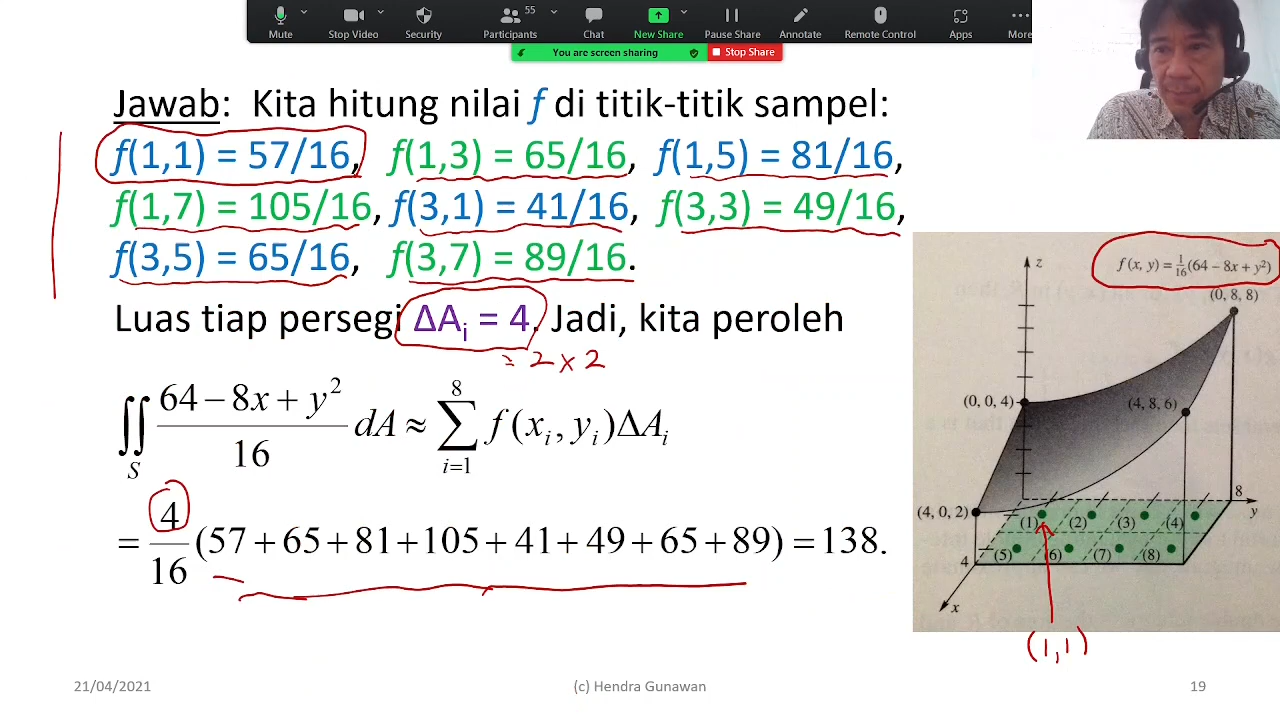 Mute
Stop Video
Security
55
Participants
Chat
New Share
Pause Share
Annotate
Remote Control
Apps
More
You are screen sharing
Stop Share
Jawab: Kita hitung nilai f di titik-titik sampel:
f(1,1) = 57/16, f(1,3) = 65/16, f(1,5) = 81/16,
f(1,7) = 105/16, f(3,1) = 41/16, f(3,3) = 49/16,
f(3,5) = 65/16, f(3,7) = 89/16.
Luas tiap persegi ΔAi = 4. Jadi, kita peroleh
= 2 x 2
∬S (64 – 8x + y²)/16 dA ≈ ∑i=1^8 f(xi, yi)ΔAi
= 4/16 (57 + 65 + 81 + 105 + 41 + 49 + 65 + 89) = 138.
f(x, y) = 1/16(64 – 8x + y²)
z
(0, 8, 8)
(0, 0, 4)
(4, 8, 6)
(4, 0, 2)
8
y
(1) (2) (3) (4)
(5) (6) (7) (8)
4
x
(1,1)
21/04/2021
(c) Hendra Gunawan
19